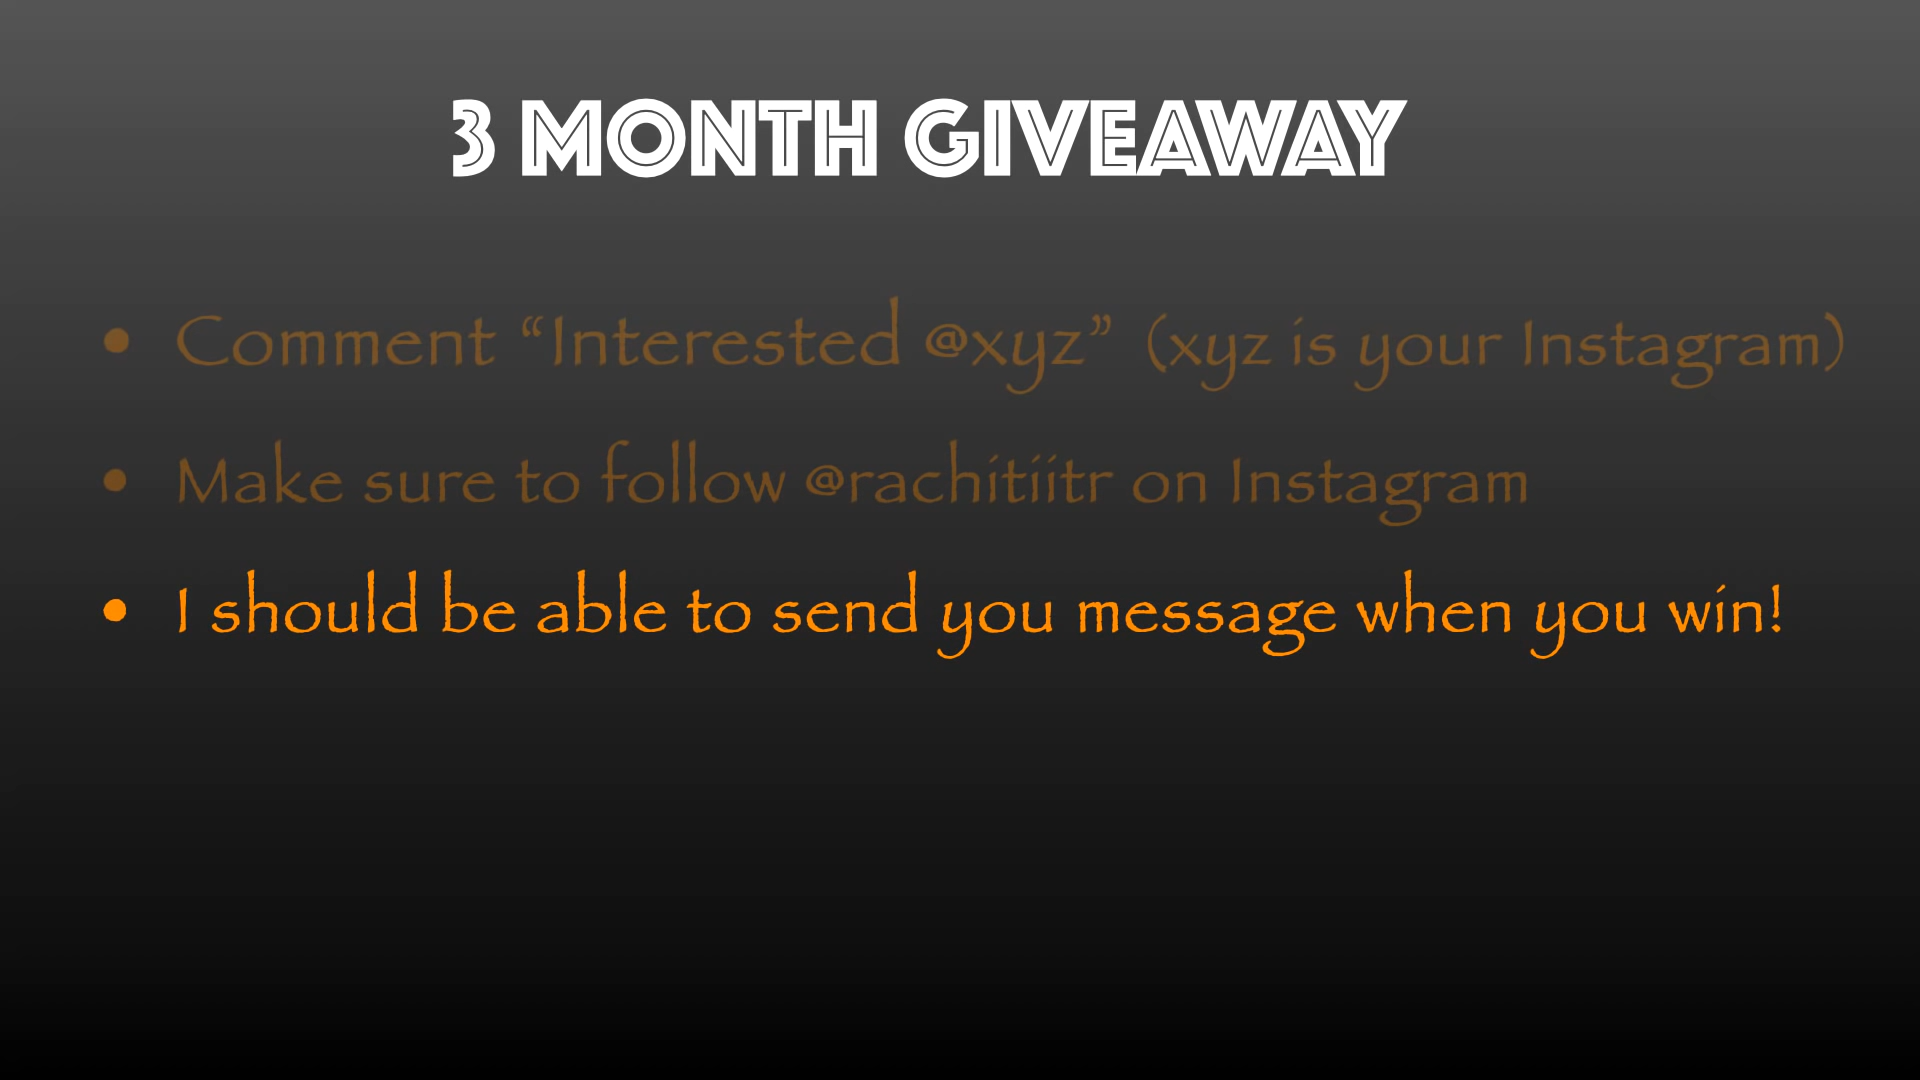 3 MONTH GIVEAWAY
• Comment “Interested @xyz” (xyz is your Instagram)
• Make sure to follow @rachitiitr on Instagram
• I should be able to send you message when you win!